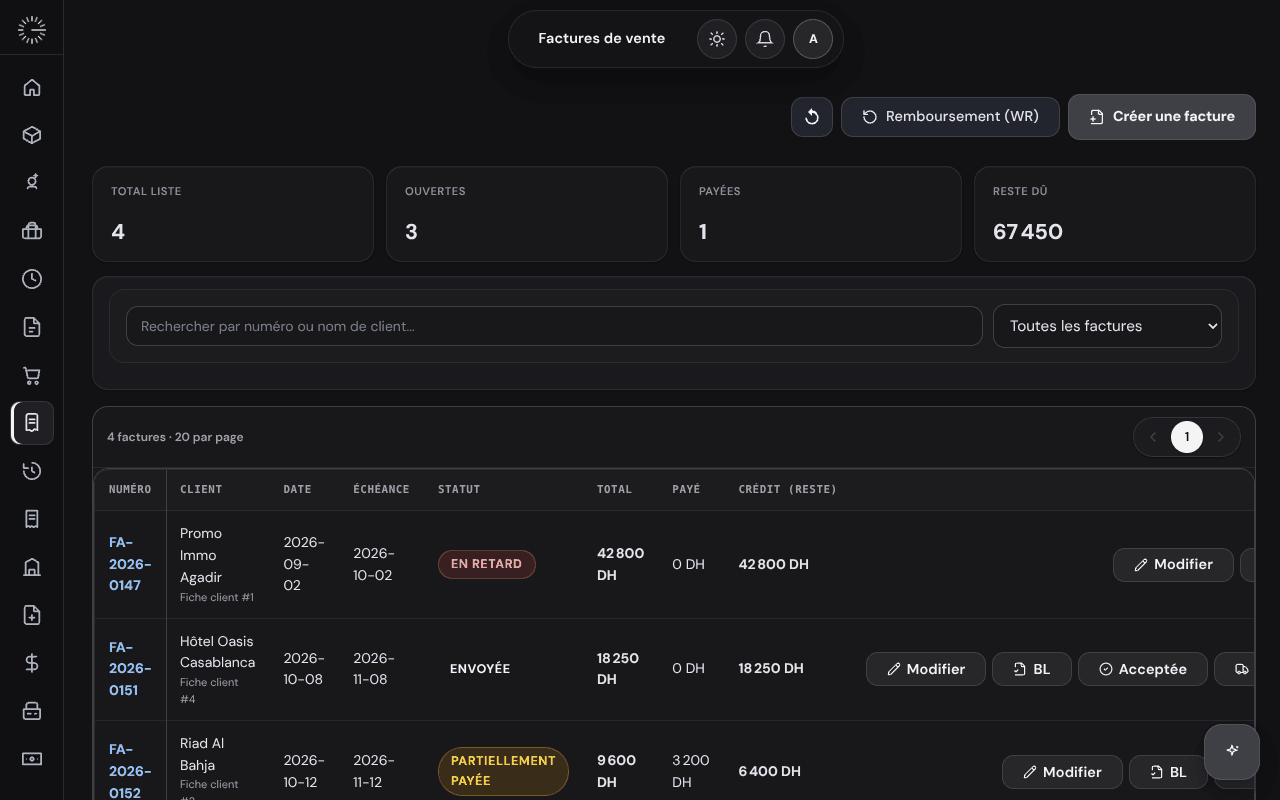 Factures de vente
A
Remboursement (WR)
Créer une facture
TOTAL LISTE
4
OUVERTES
3
PAYÉES
1
RESTE DÛ
67 450
Rechercher par numéro ou nom de client...
Toutes les factures
4 factures · 20 par page
1
NUMÉRO CLIENT DATE ÉCHÉANCE STATUT TOTAL PAYÉ CRÉDIT (RESTE)
FA-
2026-
0147
Promo
Immo
Agadir
Fiche client #1
2026-
09-
02
2026-
10-02
EN RETARD
42 800
DH
0 DH
42 800 DH
Modifier
FA-
2026-
0151
Hôtel Oasis
Casablanca
Fiche client
#4
2026-
10-08
2026-
11-08
ENVOYÉE
18 250
DH
0 DH
18 250 DH
Modifier
BL
Acceptée
FA-
2026-
0152
Riad Al
Bahja
Fiche client
2026-
10-12
2026-
11-12
PARTIELLEMENT
PAYÉE
9 600
DH
3 200
DH
6 400 DH
Modifier
BL